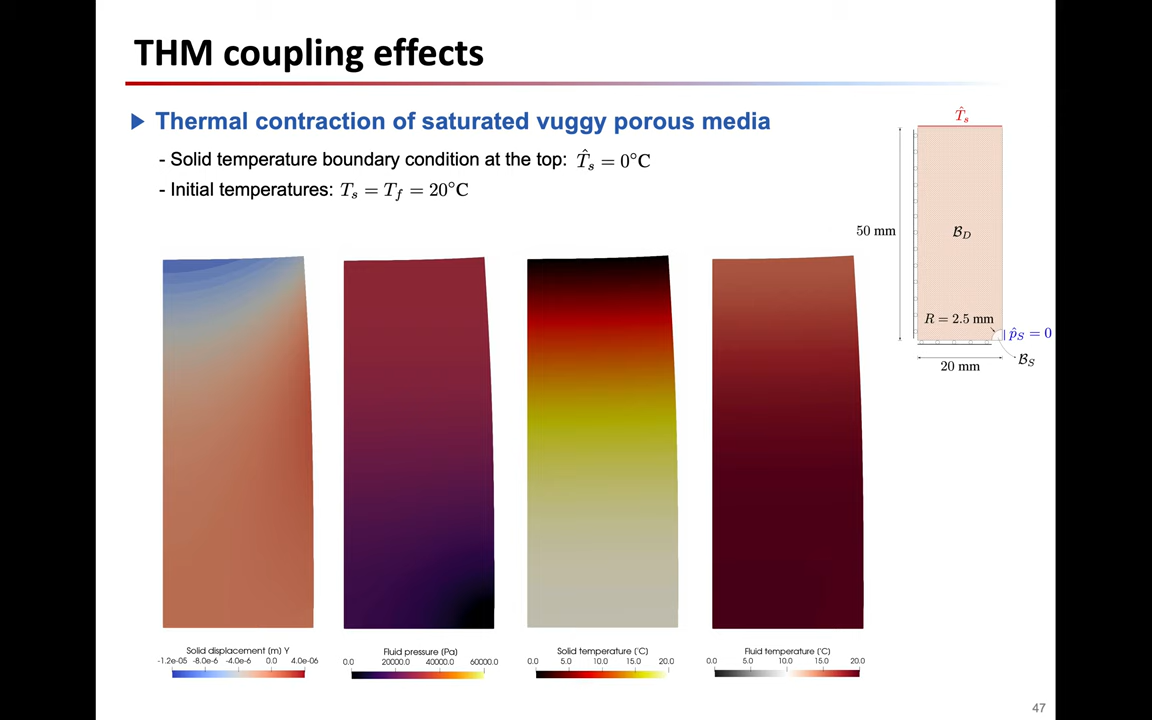 THM coupling effects
Thermal contraction of saturated vuggy porous media
- Solid temperature boundary condition at the top: T̂ₛ = 0°C
- Initial temperatures: Tₛ = T_f = 20°C
T̂ₛ
50 mm
𝓑_D
R = 2.5 mm
p̂_S = 0
𝓑_S
20 mm
Solid displacement (m) Y
-1.2e-05 -8.0e-6 -4.0e-6 0.0 4.0e-06
Fluid pressure (Pa)
0.0 20000.0 40000.0 60000.0
Solid temperature (°C)
0.0 5.0 10.0 15.0 20.0
Fluid temperature (°C)
0.0 5.0 10.0 15.0 20.0
47